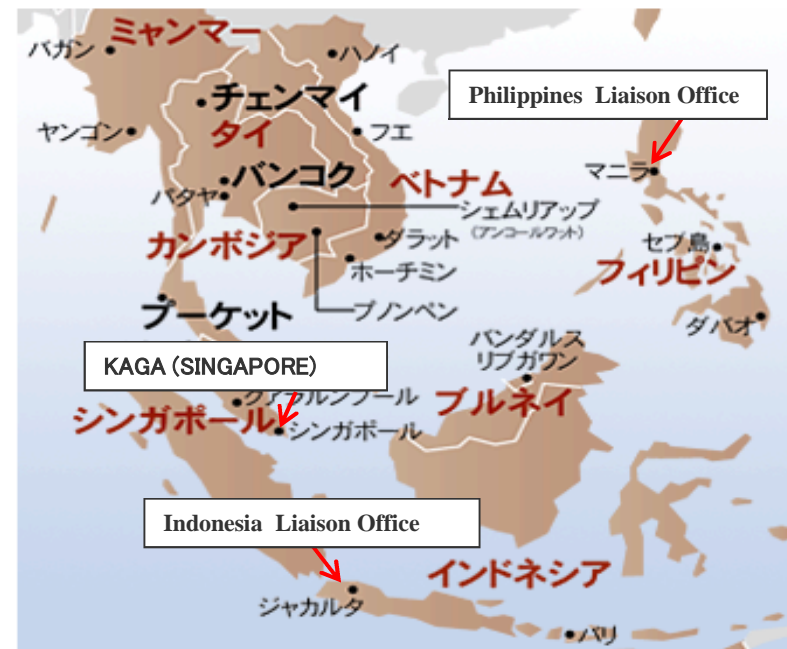 ミャンマー
バガン
ハノイ
チェンマイ
Philippines Liaison Office
ヤンゴン
タイ
フエ
バンコク
マニラ
パタヤ
ベトナム
シェムリアップ
(アンコールワット)
カンボジア
ダラット
セブ島
ホーチミン
フィリピン
プーケット
プノンペン
ダバオ
バンダルス
リブガワン
KAGA (SINGAPORE)
クアラルンプール
ブルネイ
シンガポール
シンガポール
Indonesia Liaison Office
インドネシア
ジャカルタ
バリ